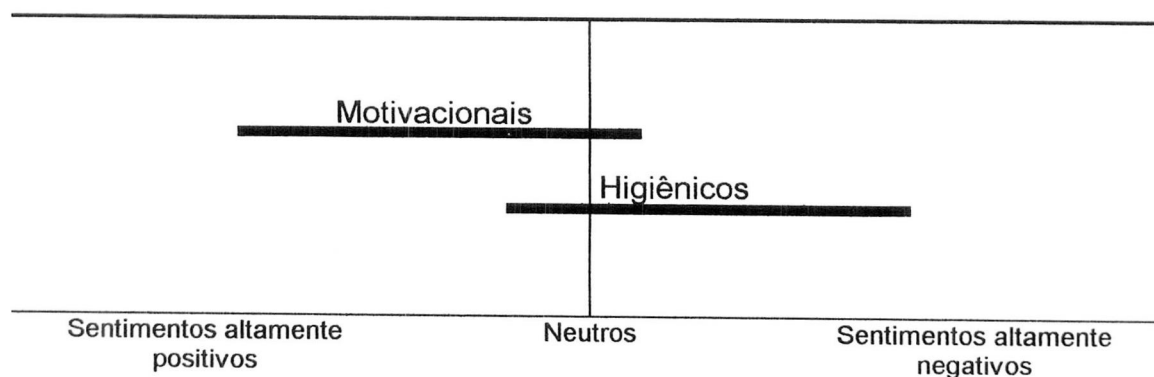 Motivacionais
Higiênicos
Sentimentos altamente
positivos
Neutros
Sentimentos altamente
negativos